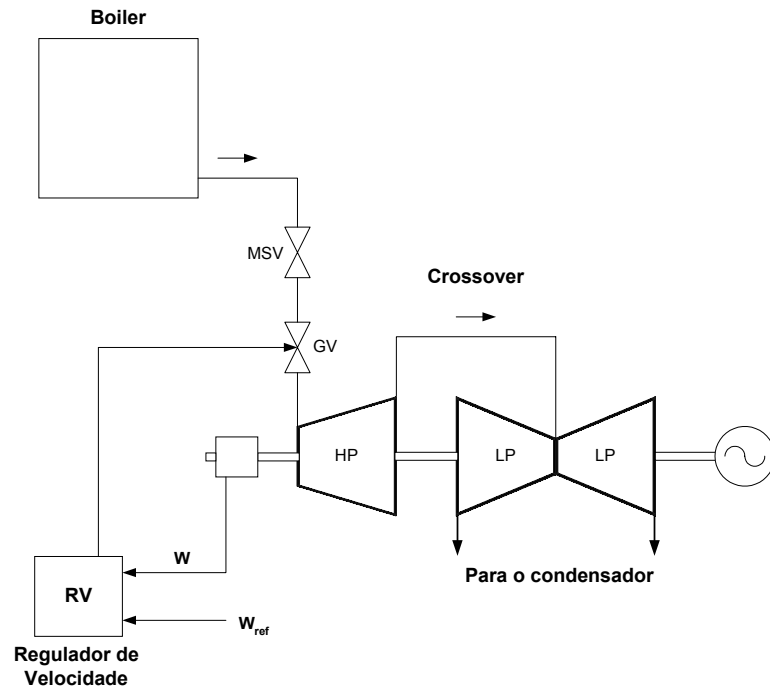 Boiler
MSV
Crossover
GV
HP
LP
LP
W
Para o condensador
RV
Wref
Regulador de
Velocidade